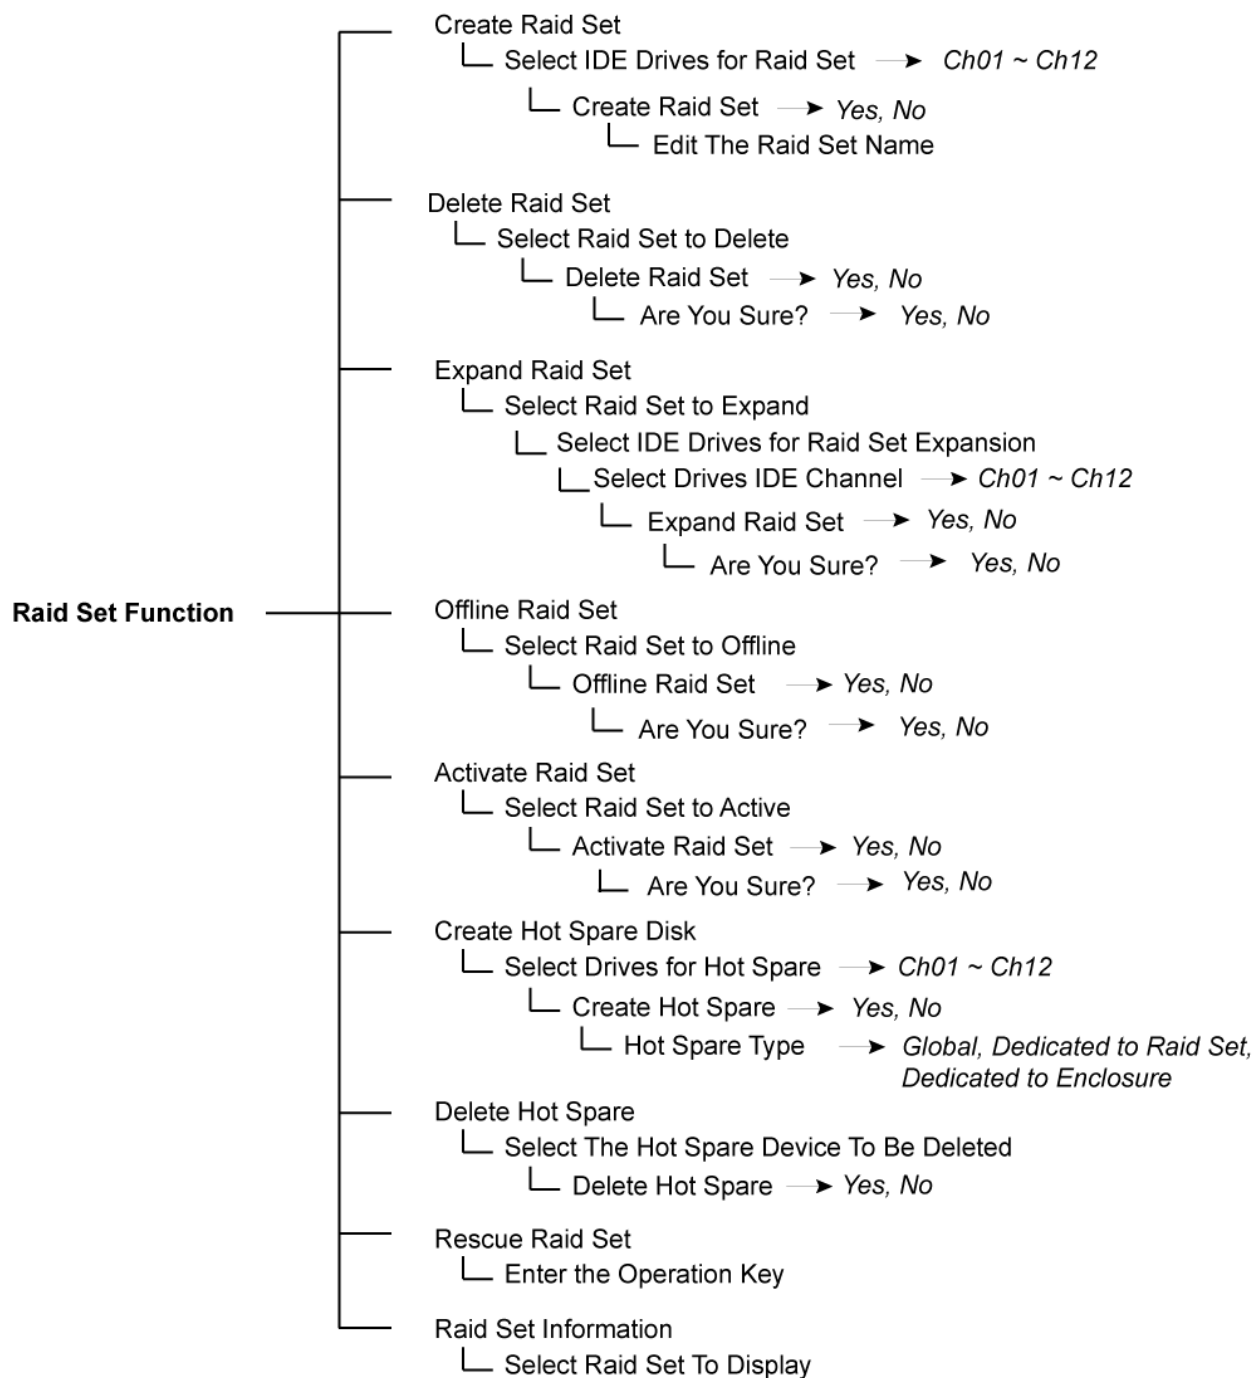 Create Raid Set
Select IDE Drives for Raid Set Ch01 ~ Ch12
Create Raid Set Yes, No
Edit The Raid Set Name
Delete Raid Set
Select Raid Set to Delete
Delete Raid Set Yes, No
Are You Sure? Yes, No
Expand Raid Set
Select Raid Set to Expand
Select IDE Drives for Raid Set Expansion
Select Drives IDE Channel Ch01 ~ Ch12
Expand Raid Set Yes, No
Are You Sure? Yes, No
Raid Set Function
Offline Raid Set
Select Raid Set to Offline
Offline Raid Set Yes, No
Are You Sure? Yes, No
Activate Raid Set
Select Raid Set to Active
Activate Raid Set Yes, No
Are You Sure? Yes, No
Create Hot Spare Disk
Select Drives for Hot Spare Ch01 ~ Ch12
Create Hot Spare Yes, No
Hot Spare Type Global, Dedicated to Raid Set,
Dedicated to Enclosure
Delete Hot Spare
Select The Hot Spare Device To Be Deleted
Delete Hot Spare Yes, No
Rescue Raid Set
Enter the Operation Key
Raid Set Information
Select Raid Set To Display